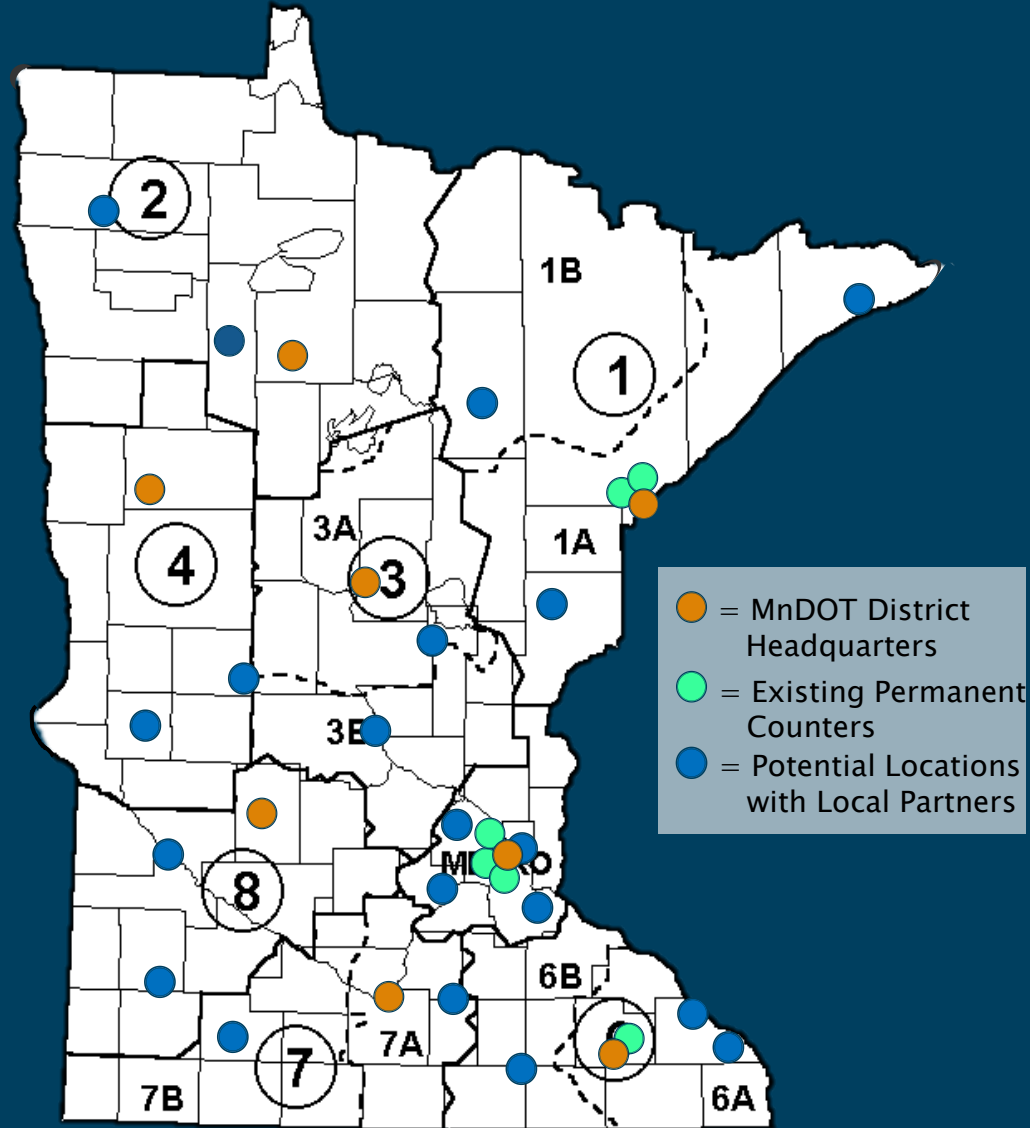 2
1B
1
3A
1A
4
3
= MnDOT District
Headquarters
= Existing Permanent
Counters
= Potential Locations
with Local Partners
3
8
6B
7A
7
7B
6A